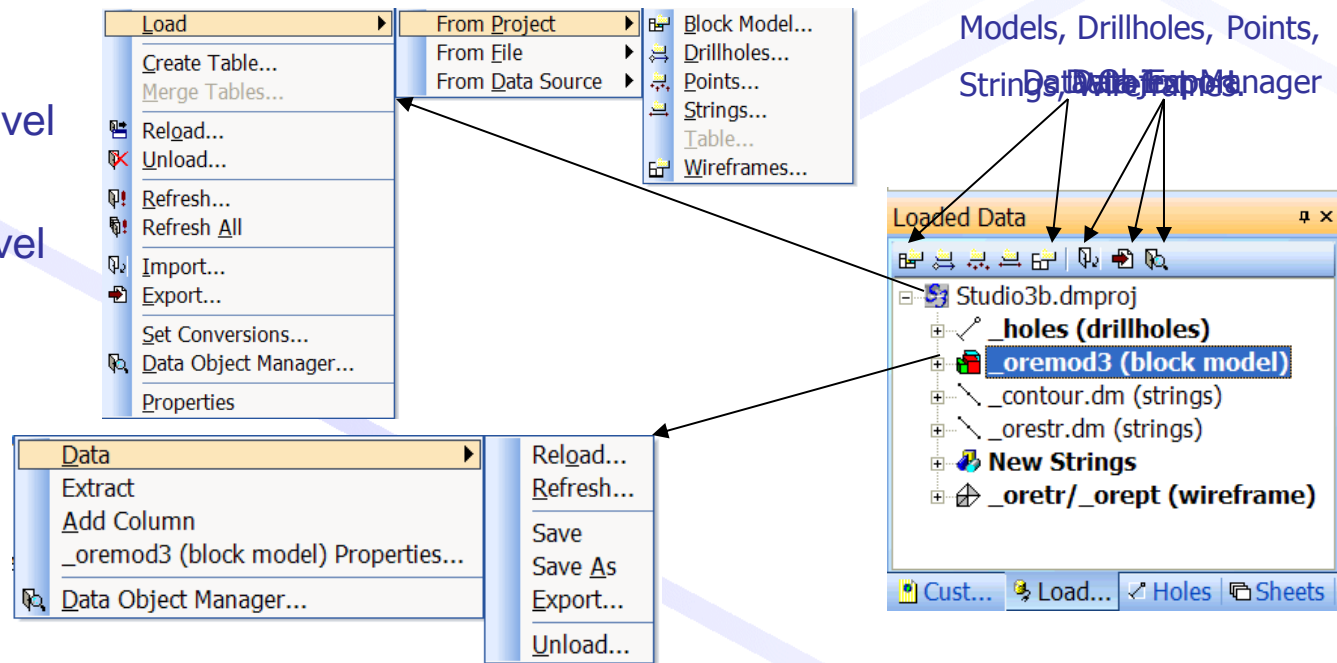 vel
vel
Load
Create Table...
Merge Tables...
Reload...
Unload...
Refresh...
Refresh All
Import...
Export...
Set Conversions...
Data Object Manager...
Properties
From Project
From File
From Data Source
Block Model...
Drillholes...
Points...
Strings...
Table...
Wireframes...
Models, Drillholes, Points,
Strings, Wireframes.
Loaded Data
Studio3b.dmproj
_holes (drillholes)
_oremod3 (block model)
_contour.dm (strings)
_orestr.dm (strings)
New Strings
_oretr/_orept (wireframe)
Cust... Load... Holes Sheets
Data
Extract
Add Column
_oremod3 (block model) Properties...
Data Object Manager...
Reload...
Refresh...
Save
Save As
Export...
Unload...